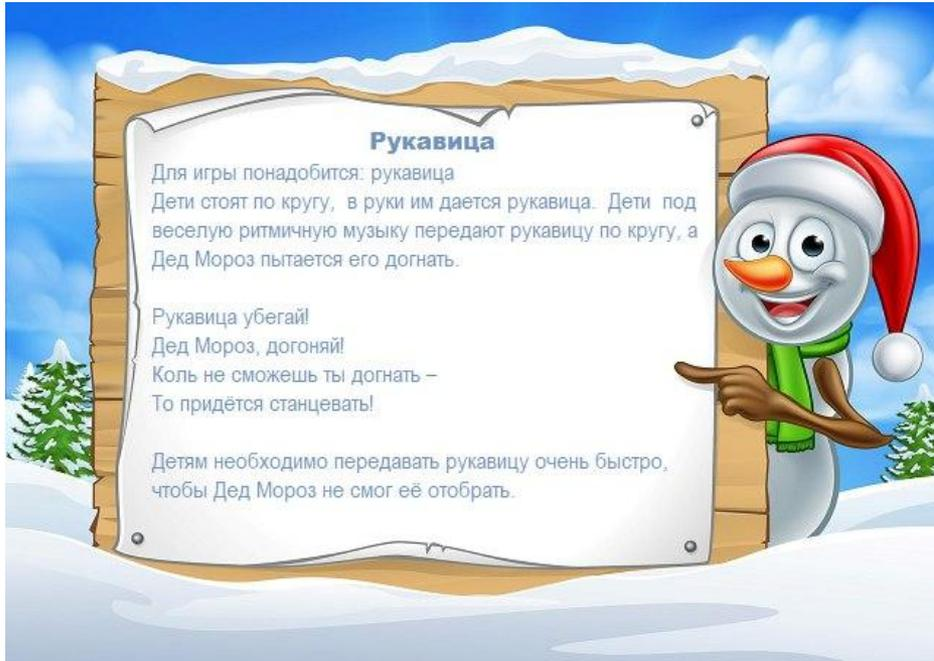 Рукавица
Для игры понадобится: рукавица
Дети стоят по кругу,  в руки им дается рукавица.  Дети  под
веселую ритмичную музыку передают рукавицу по кругу, а
Дед Мороз пытается его догнать.
Рукавица убегай!
Дед Мороз, догоняй!
Коль не сможешь ты догнать –
То придётся станцевать!
Детям необходимо передавать рукавицу очень быстро,
чтобы Дед Мороз не смог её отобрать.